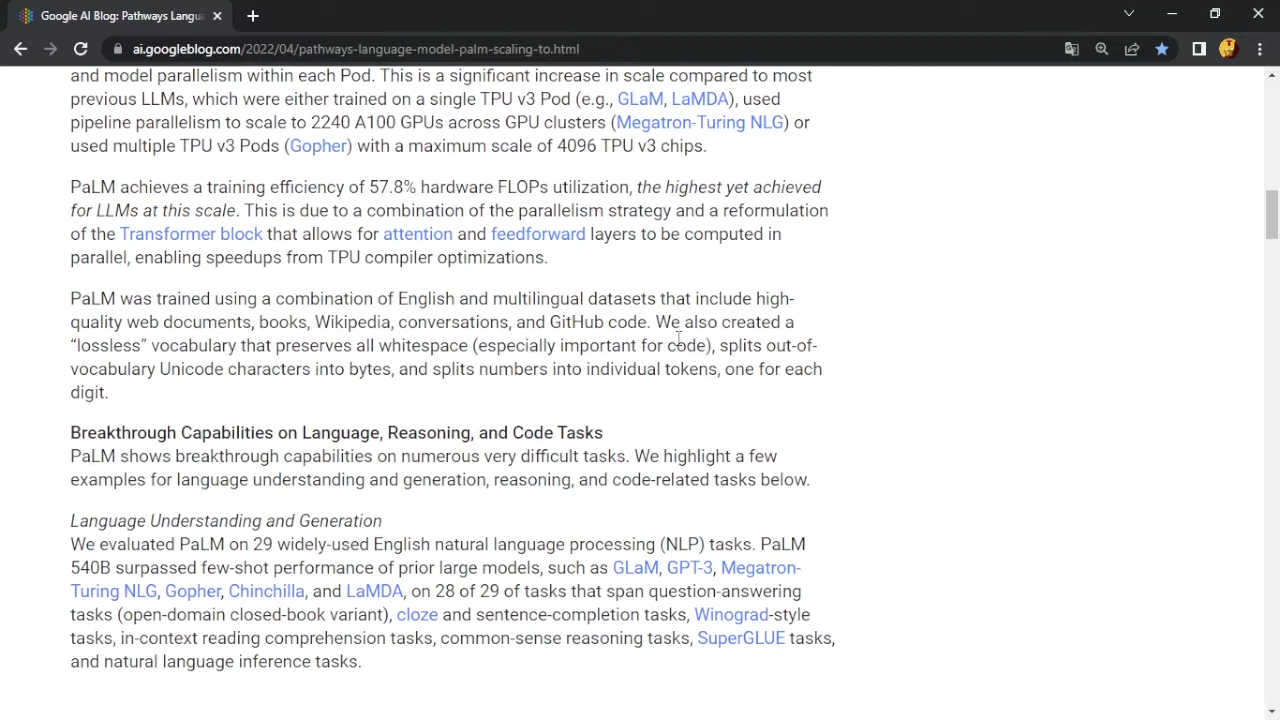 Google AI Blog: Pathways Langu
ai.googleblog.com/2022/04/pathways-language-model-palm-scaling-to.html
and model parallelism within each Pod. This is a significant increase in scale compared to most
previous LLMs, which were either trained on a single TPU v3 Pod (e.g., GLaM, LaMDA), used
pipeline parallelism to scale to 2240 A100 GPUs across GPU clusters (Megatron-Turing NLG) or
used multiple TPU v3 Pods (Gopher) with a maximum scale of 4096 TPU v3 chips.
PaLM achieves a training efficiency of 57.8% hardware FLOPs utilization, the highest yet achieved
for LLMs at this scale. This is due to a combination of the parallelism strategy and a reformulation
of the Transformer block that allows for attention and feedforward layers to be computed in
parallel, enabling speedups from TPU compiler optimizations.
PaLM was trained using a combination of English and multilingual datasets that include high-
quality web documents, books, Wikipedia, conversations, and GitHub code. We also created a
“lossless” vocabulary that preserves all whitespace (especially important for code), splits out-of-
vocabulary Unicode characters into bytes, and splits numbers into individual tokens, one for each
digit.
Breakthrough Capabilities on Language, Reasoning, and Code Tasks
PaLM shows breakthrough capabilities on numerous very difficult tasks. We highlight a few
examples for language understanding and generation, reasoning, and code-related tasks below.
Language Understanding and Generation
We evaluated PaLM on 29 widely-used English natural language processing (NLP) tasks. PaLM
540B surpassed few-shot performance of prior large models, such as GLaM, GPT-3, Megatron-
Turing NLG, Gopher, Chinchilla, and LaMDA, on 28 of 29 of tasks that span question-answering
tasks (open-domain closed-book variant), cloze and sentence-completion tasks, Winograd-style
tasks, in-context reading comprehension tasks, common-sense reasoning tasks, SuperGLUE tasks,
and natural language inference tasks.